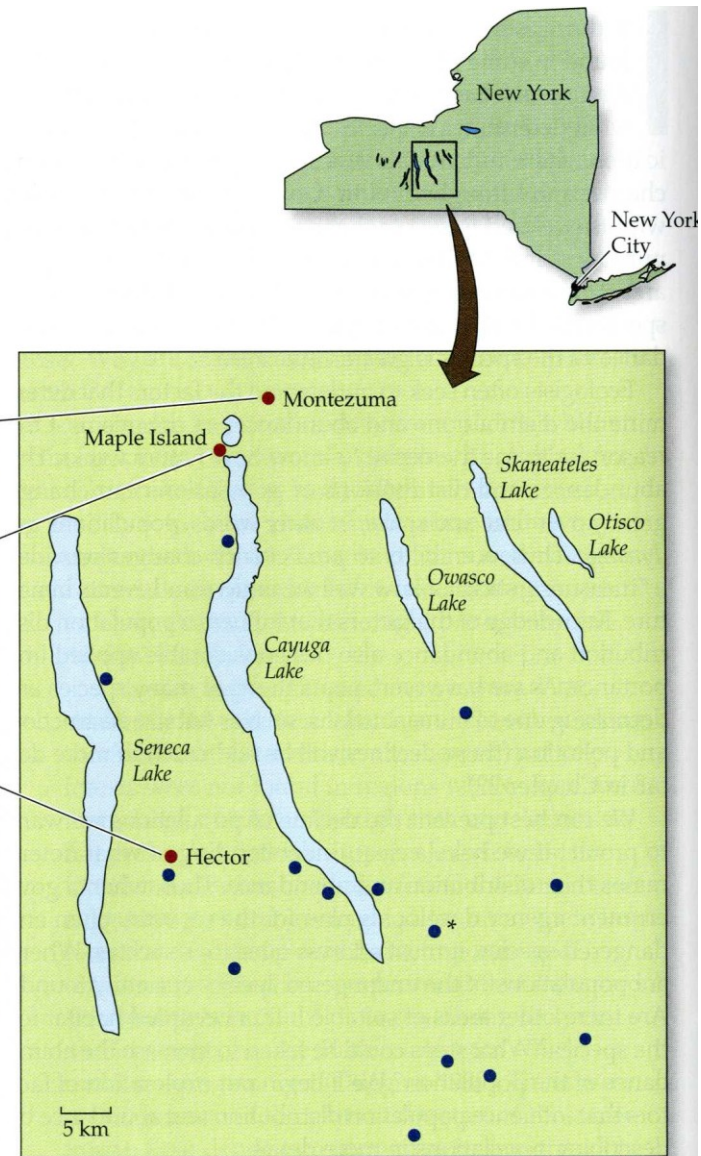 New York
New York
City
Montezuma
Maple Island
Skaneateles
Lake
Otisco
Lake
Owasco
Lake
Cayuga
Lake
Seneca
Lake
Hector
*
5 km